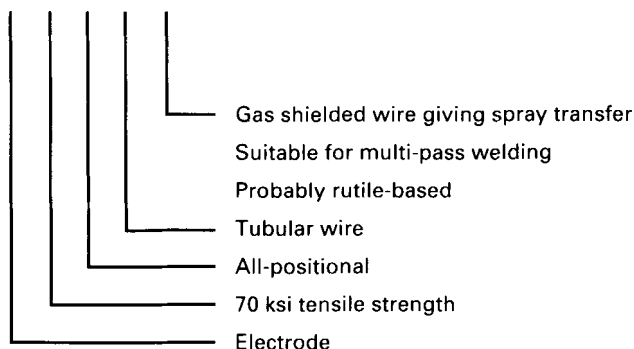 Gas shielded wire giving spray transfer
Suitable for multi-pass welding
Probably rutile-based
Tubular wire
All-positional
70 ksi tensile strength
Electrode